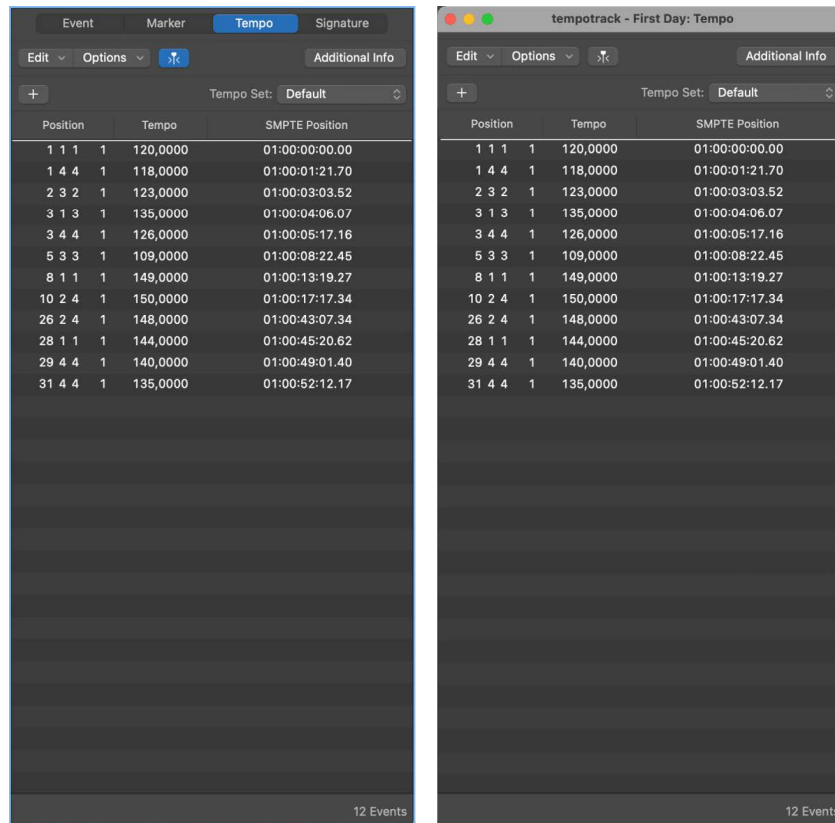 Event Marker Tempo Signature
Edit Options Additional Info
Tempo Set: Default
Position Tempo SMPTE Position
1 1 1 1 120,0000 01:00:00:00.00
1 4 4 1 118,0000 01:00:01:21.70
2 3 2 1 123,0000 01:00:03:03.52
3 1 3 1 135,0000 01:00:04:06.07
3 4 4 1 126,0000 01:00:05:17.16
5 3 3 1 109,0000 01:00:08:22.45
8 1 1 1 149,0000 01:00:13:19.27
10 2 4 1 150,0000 01:00:17:17.34
26 2 4 1 148,0000 01:00:43:07.34
28 1 1 1 144,0000 01:00:45:20.62
29 4 4 1 140,0000 01:00:49:01.40
31 4 4 1 135,0000 01:00:52:12.17
12 Events
tempotrack - First Day: Tempo
Edit Options Additional Info
Tempo Set: Default
Position Tempo SMPTE Position
1 1 1 1 120,0000 01:00:00:00.00
1 4 4 1 118,0000 01:00:01:21.70
2 3 2 1 123,0000 01:00:03:03.52
3 1 3 1 135,0000 01:00:04:06.07
3 4 4 1 126,0000 01:00:05:17.16
5 3 3 1 109,0000 01:00:08:22.45
8 1 1 1 149,0000 01:00:13:19.27
10 2 4 1 150,0000 01:00:17:17.34
26 2 4 1 148,0000 01:00:43:07.34
28 1 1 1 144,0000 01:00:45:20.62
29 4 4 1 140,0000 01:00:49:01.40
31 4 4 1 135,0000 01:00:52:12.17
12 Events